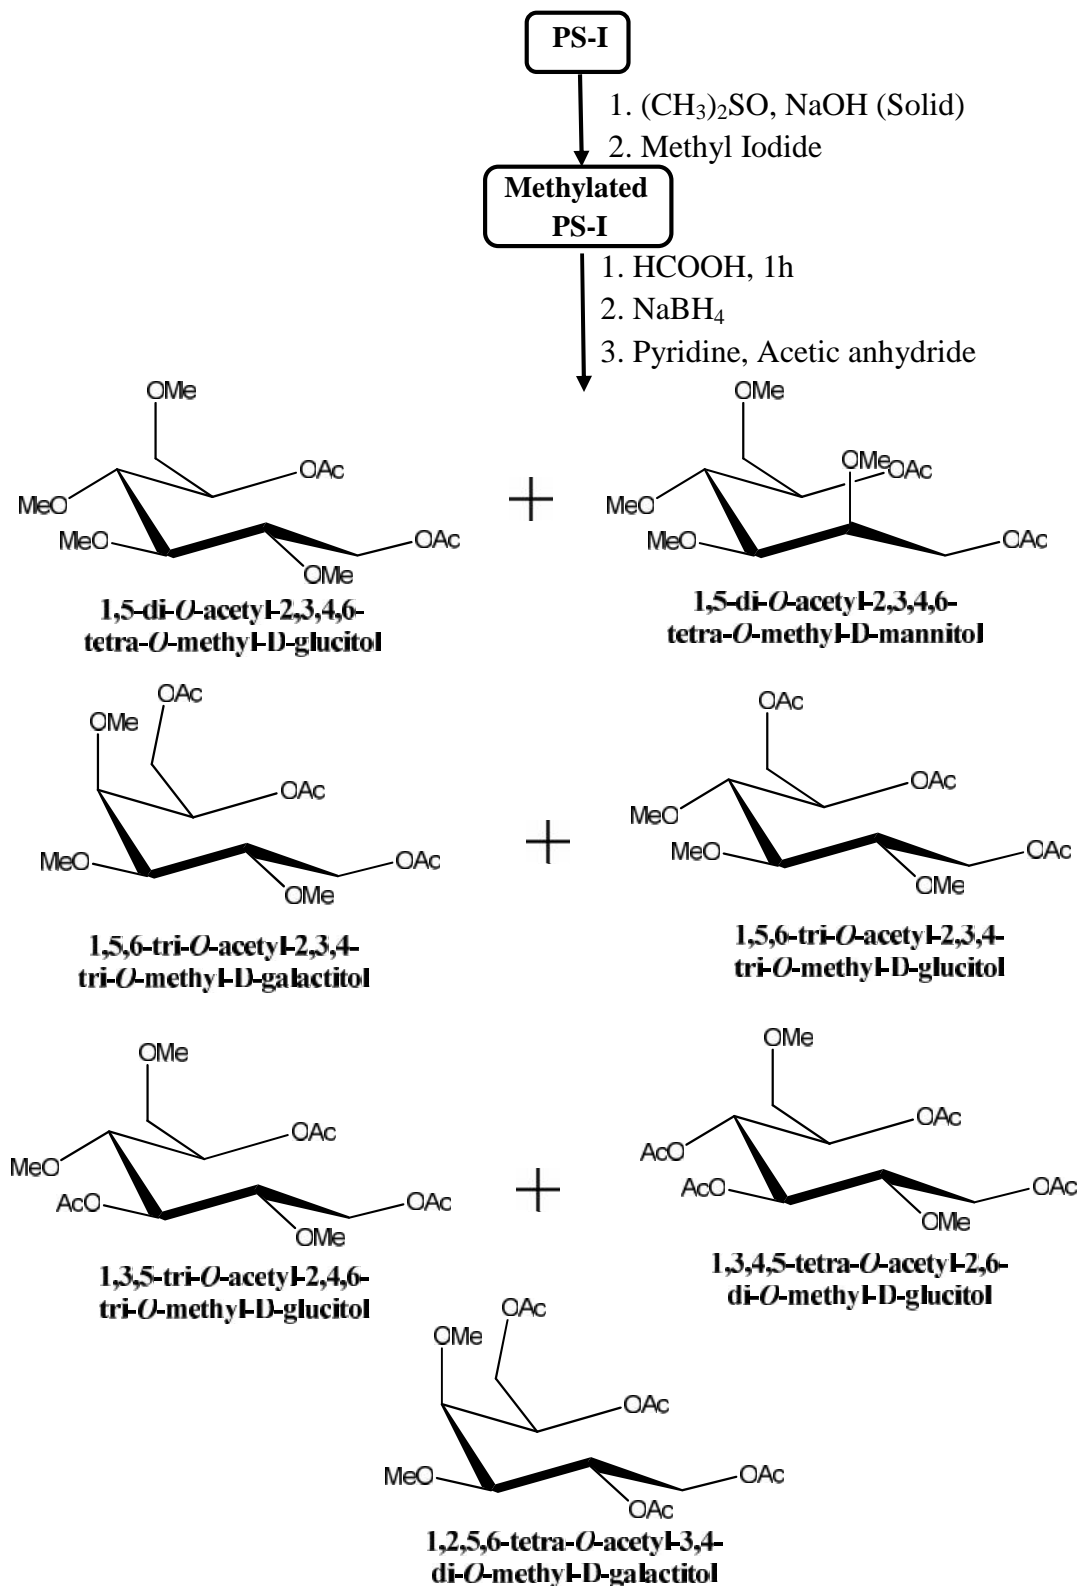 PS-I
1. (CH₃)₂SO, NaOH (Solid)
2. Methyl Iodide
Methylated
PS-I
1. HCOOH, 1h
2. NaBH₄
3. Pyridine, Acetic anhydride
OMe
OAc
MeO
MeO
OAc
OMe
1,5-di-O-acetyl-2,3,4,6-
tetra-O-methyl-D-glucitol
+
OMe
OMe
OAc
MeO
MeO
OAc
1,5-di-O-acetyl-2,3,4,6-
tetra-O-methyl-D-mannitol
OAc
OMe
OAc
MeO
OAc
OMe
1,5,6-tri-O-acetyl-2,3,4-
tri-O-methyl-D-galactitol
+
OAc
OAc
MeO
MeO
OAc
OMe
1,5,6-tri-O-acetyl-2,3,4-
tri-O-methyl-D-glucitol
OMe
OAc
MeO
AcO
OAc
OMe
1,3,5-tri-O-acetyl-2,4,6-
tri-O-methyl-D-glucitol
+
OMe
OAc
AcO
AcO
OAc
OMe
1,3,4,5-tetra-O-acetyl-2,6-
di-O-methyl-D-glucitol
OAc
OMe
OAc
MeO
OAc
OAc
1,2,5,6-tetra-O-acetyl-3,4-
di-O-methyl-D-galactitol